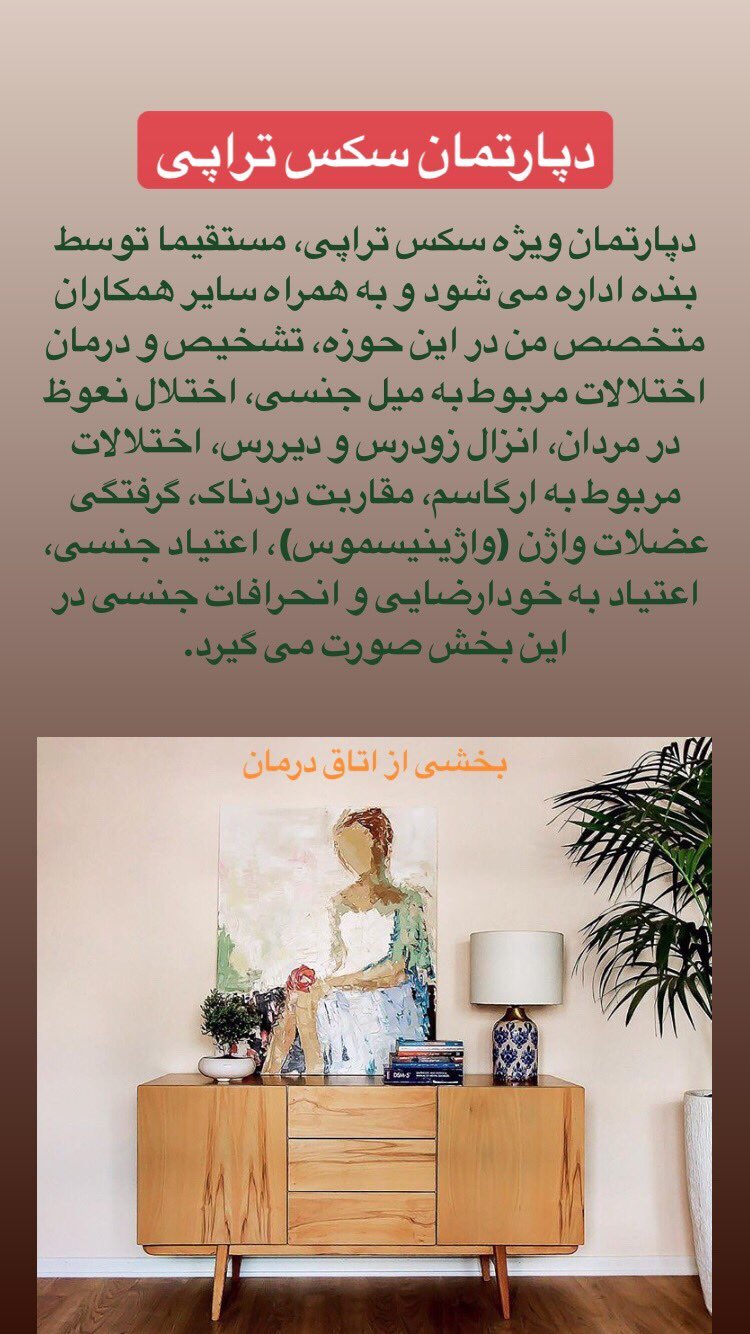 دپارتمان سکس تراپی
دپارتمان ویژه سکس تراپی، مستقیما توسط
بنده اداره می شود و به همراه سایر همکاران
متخصص من در این حوزه، تشخیص و درمان
اختلالات مربوط به میل جنسی، اختلال نعوظ
در مردان، انزال زودرس و دیررس، اختلالات
مربوط به ارگاسم، مقاربت دردناک، گرفتگی
عضلات واژن (واژینیسموس)، اعتیاد جنسی،
اعتیاد به خودارضایی و انحرافات جنسی در
این بخش صورت می گیرد.
بخشی از اتاق درمان
DSM-5